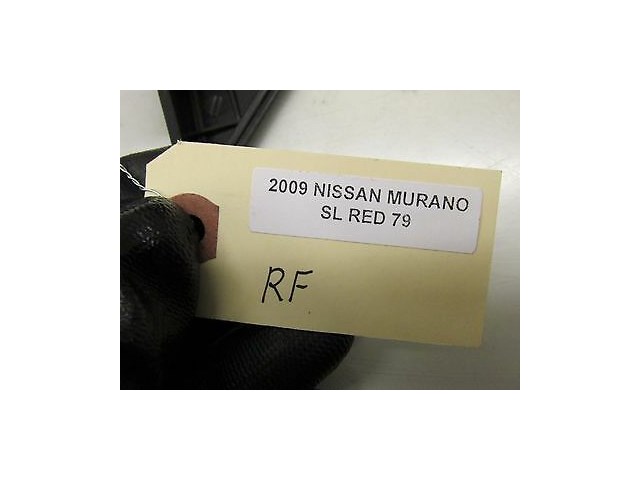 2009 NISSAN MURANO
SL RED 79
RF